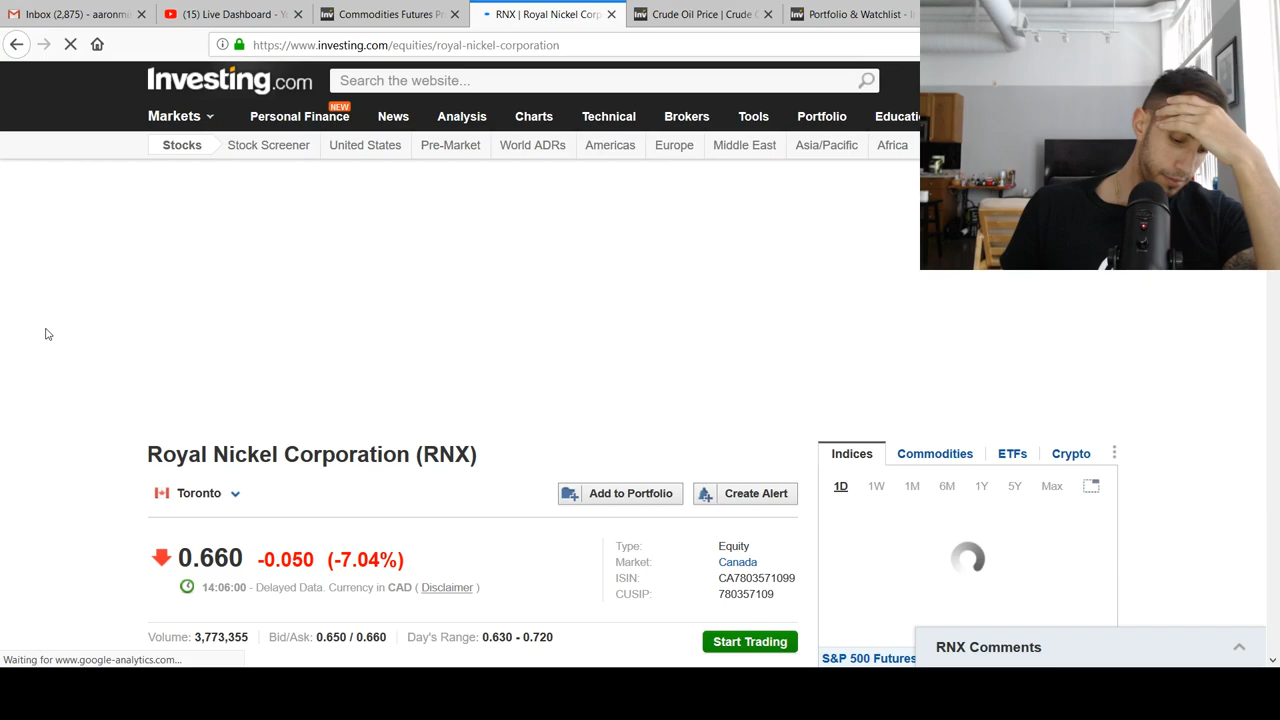 Inbox (2,875) - aaronmi
(15) Live Dashboard - Yo
Commodities Futures Pr
RNX | Royal Nickel Corp
Crude Oil Price | Crude
Portfolio & Watchlist - In
https://www.investing.com/equities/royal-nickel-corporation
Investing.com
Search the website...
NEW
Markets
Personal Finance
News
Analysis
Charts
Technical
Brokers
Tools
Portfolio
Educati
Stocks
Stock Screener
United States
Pre-Market
World ADRs
Americas
Europe
Middle East
Asia/Pacific
Africa
Royal Nickel Corporation (RNX)
Toronto
Add to Portfolio
Create Alert
0.660 -0.050 (-7.04%)
14:06:00 - Delayed Data. Currency in CAD ( Disclaimer )
Type: Equity
Market: Canada
ISIN: CA7803571099
CUSIP: 780357109
Volume: 3,773,355
Bid/Ask: 0.650 / 0.660
Day's Range: 0.630 - 0.720
Start Trading
Indices
Commodities
ETFs
Crypto
1D
1W
1M
6M
1Y
5Y
Max
S&P 500 Futures
RNX Comments
Waiting for www.google-analytics.com...